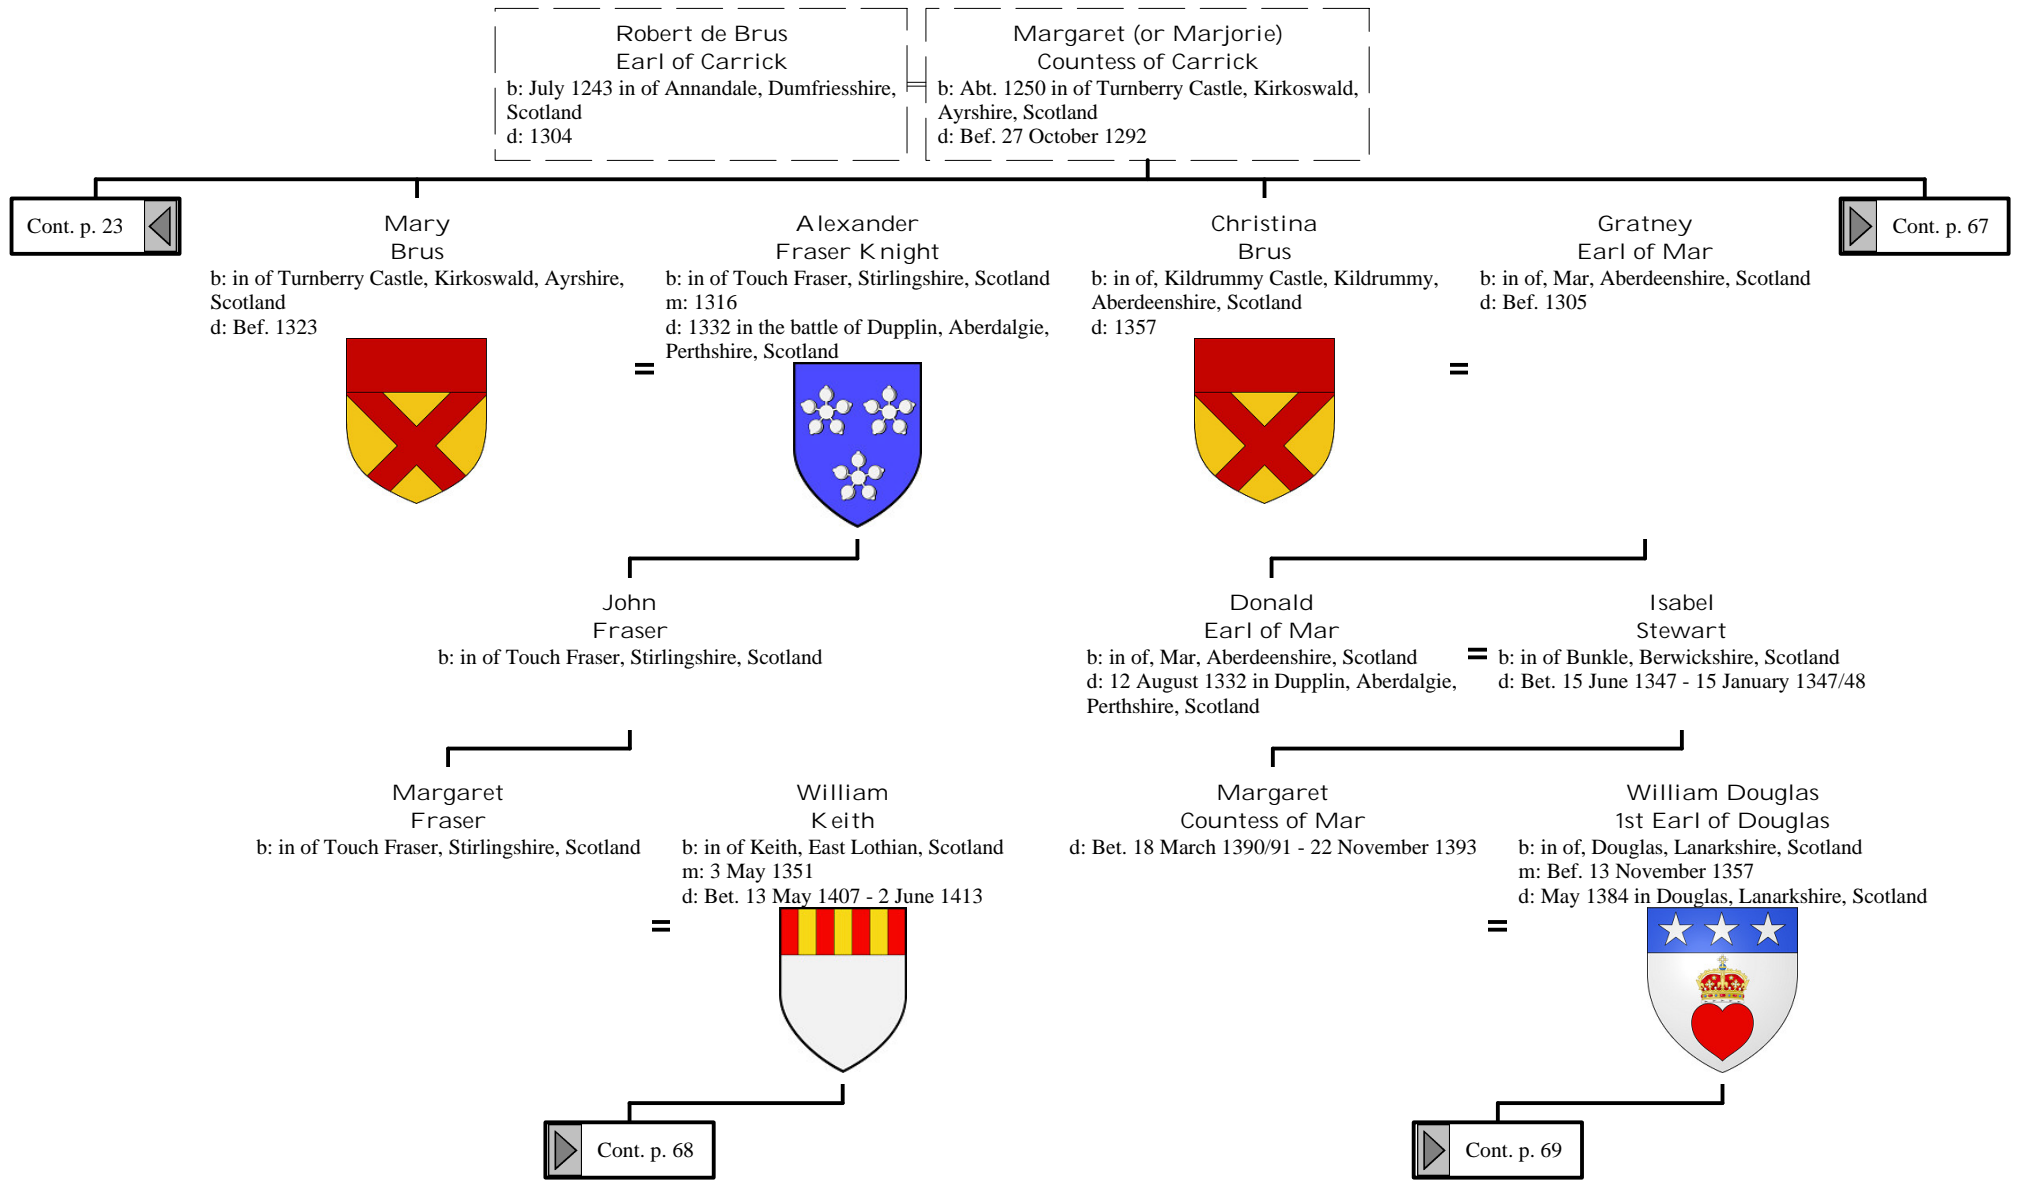 Robert de Brus
Earl of Carrick
b: July 1243 in of Annandale, Dumfriesshire,
Scotland
d: 1304
Margaret (or Marjorie)
Countess of Carrick
b: Abt. 1250 in of Turnberry Castle, Kirkoswald,
Ayrshire, Scotland
d: Bef. 27 October 1292
Cont. p. 23
Mary
Brus
b: in of Turnberry Castle, Kirkoswald, Ayrshire,
Scotland
d: Bef. 1323
=
Alexander
Fraser Knight
b: in of Touch Fraser, Stirlingshire, Scotland
m: 1316
d: 1332 in the battle of Dupplin, Aberdalgie,
Perthshire, Scotland
Christina
Brus
b: in of, Kildrummy Castle, Kildrummy,
Aberdeenshire, Scotland
d: 1357
=
Gratney
Earl of Mar
b: in of, Mar, Aberdeenshire, Scotland
d: Bef. 1305
Cont. p. 67
John
Fraser
b: in of Touch Fraser, Stirlingshire, Scotland
Donald
Earl of Mar
b: in of, Mar, Aberdeenshire, Scotland
d: 12 August 1332 in Dupplin, Aberdalgie,
Perthshire, Scotland
=
Isabel
Stewart
b: in of Bunkle, Berwickshire, Scotland
d: Bet. 15 June 1347 - 15 January 1347/48
Margaret
Fraser
b: in of Touch Fraser, Stirlingshire, Scotland
=
William
Keith
b: in of Keith, East Lothian, Scotland
m: 3 May 1351
d: Bet. 13 May 1407 - 2 June 1413
Margaret
Countess of Mar
d: Bet. 18 March 1390/91 - 22 November 1393
=
William Douglas
1st Earl of Douglas
b: in of, Douglas, Lanarkshire, Scotland
m: Bef. 13 November 1357
d: May 1384 in Douglas, Lanarkshire, Scotland
Cont. p. 68
Cont. p. 69